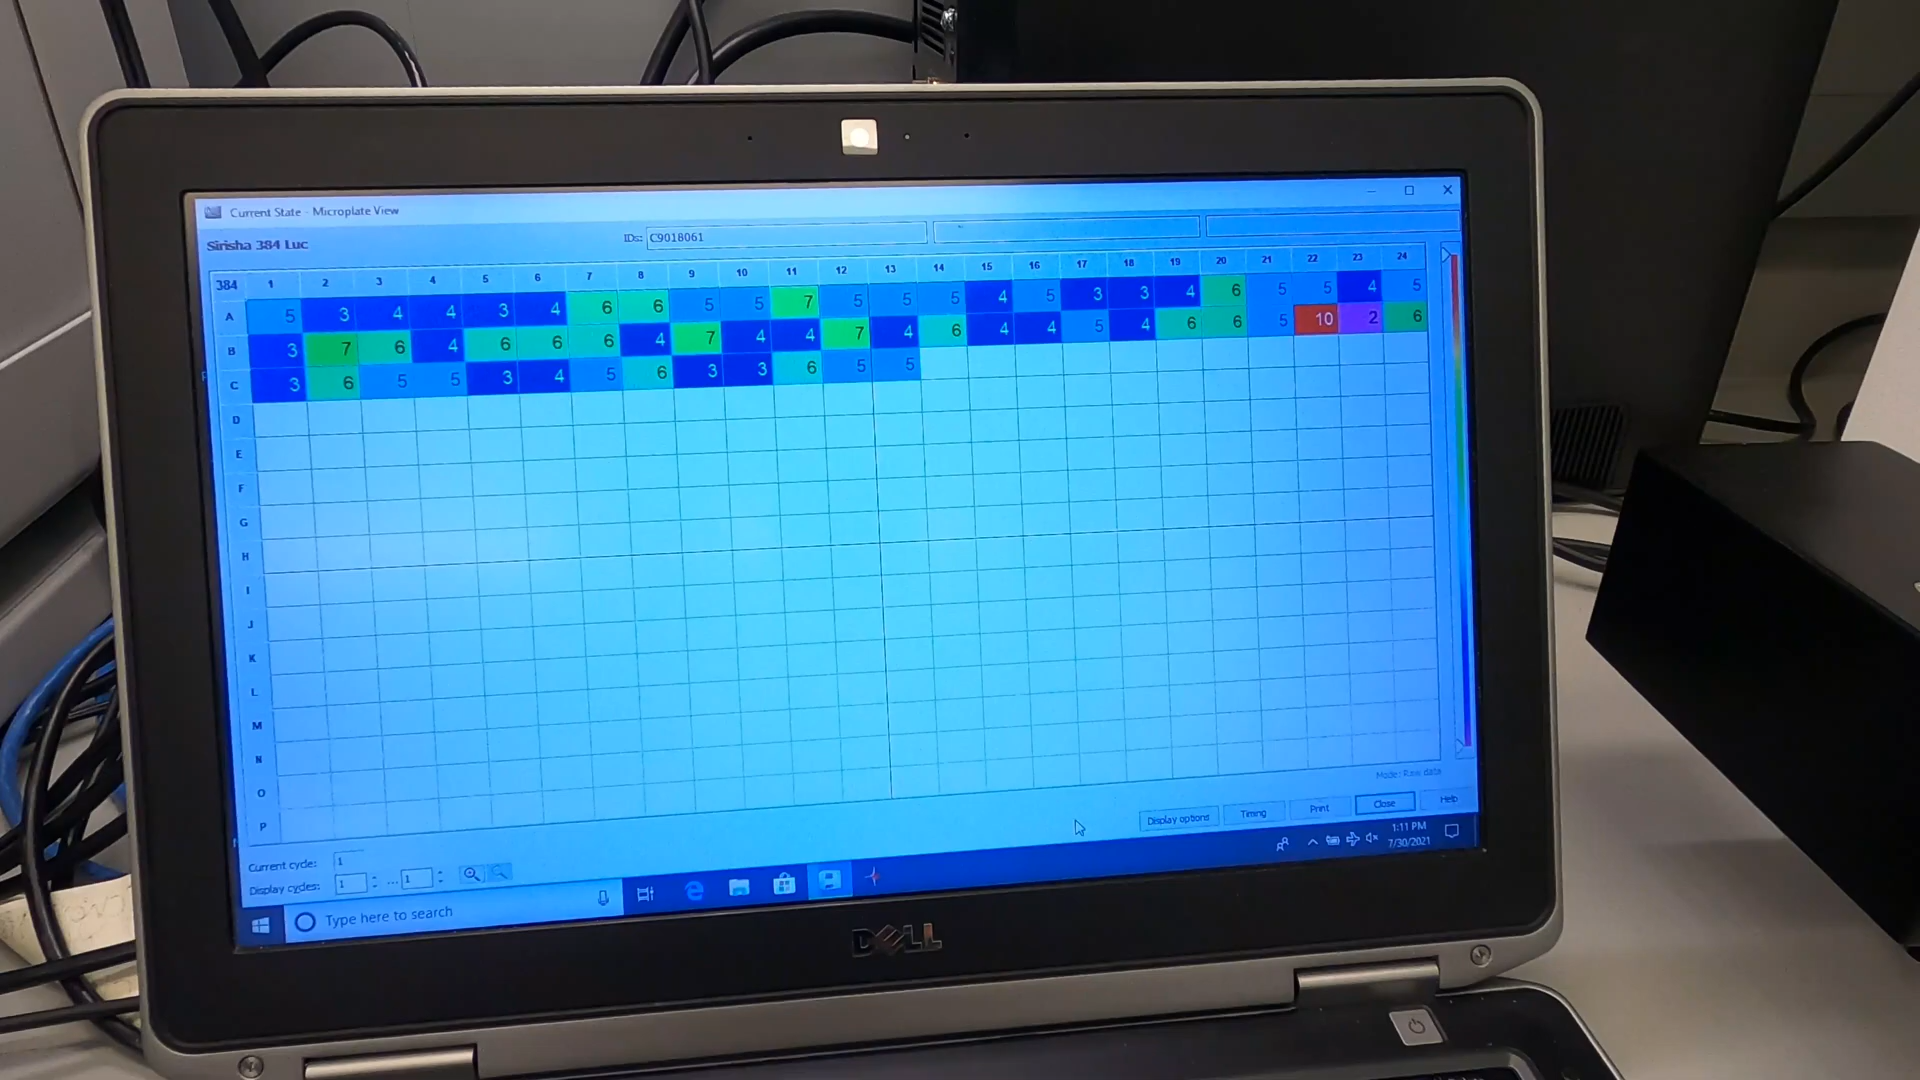 Current State - Microplate View
Sirisha 384 Luc
IDs: C9018061
384 1 2 3 4 5 6 7 8 9 10 11 12 13 14 15 16 17 18 19 20 21 22 23 24
A 5 3 4 4 3 4 6 6 5 5 7 5 5 5 4 5 3 3 4 6 5 5 4 5
B 3 7 6 4 6 6 6 4 7 4 4 7 4 6 4 4 5 4 6 6 5 10 2 6
C 3 6 5 5 3 4 5 6 3 3 6 5 5
D
E
F
G
H
I
J
K
L
M
N
O
P
Mode: Raw data
Display options Timing Print Close Help
Current cycle: 1
Display cycles: 1 ... 1
Type here to search
1:11 PM
7/30/2021
DELL